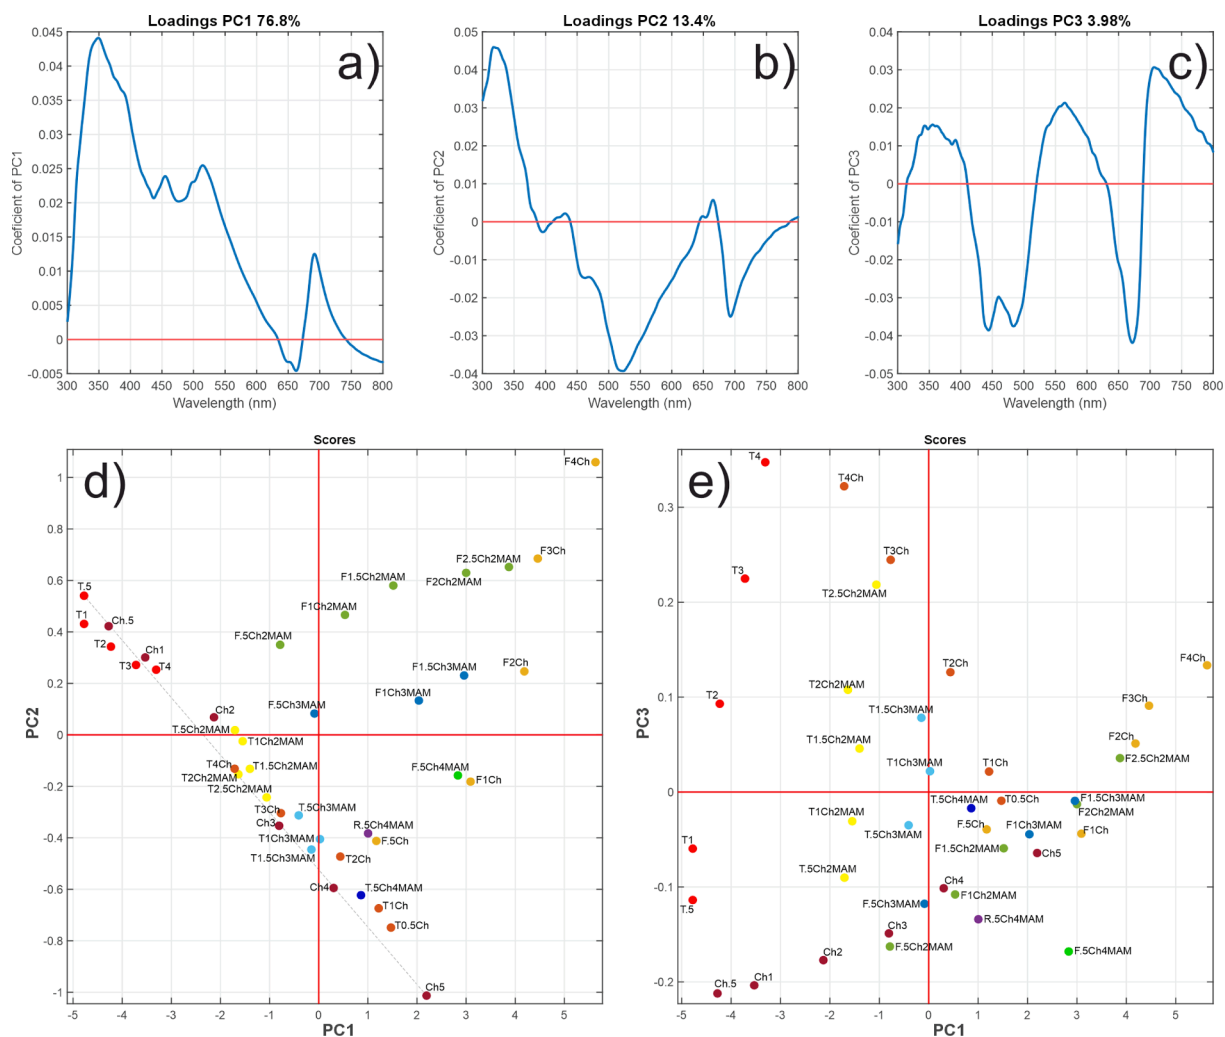 Loadings PC1 76.8%
a)
0.045
0.04
0.035
0.03
0.025
0.02
0.015
0.01
0.005
0
-0.005
300 350 400 450 500 550 600 650 700 750 800
Coeficient of PC1
Wavelength (nm)
Loadings PC2 13.4%
b)
0.05
0.04
0.03
0.02
0.01
0
-0.01
-0.02
-0.03
-0.04
300 350 400 450 500 550 600 650 700 750 800
Coeficient of PC2
Wavelength (nm)
Loadings PC3 3.98%
c)
0.04
0.03
0.02
0.01
0
-0.01
-0.02
-0.03
-0.04
-0.05
300 350 400 450 500 550 600 650 700 750 800
Coeficient of PC3
Wavelength (nm)
Scores
d)
F4Ch
F3Ch
F2.5Ch2MAM
F2Ch2MAM
F1.5Ch2MAM
F1Ch2MAM
F.5Ch2MAM
T.5
T1
Ch.5
T2
Ch1
T3
T4
F1.5Ch3MAM
F2Ch
F1Ch3MAM
F.5Ch3MAM
Ch2
T.5Ch2MAM
T1Ch2MAM
T4Ch
T1.5Ch2MAM
T2Ch2MAM
T2.5Ch2MAM
F.5Ch4MAM
F1Ch
T3Ch
T.5Ch3MAM
Ch3
R.5Ch4MAM
F.5Ch
T1Ch3MAM
T1.5Ch3MAM
T2Ch
Ch4
T.5Ch4MAM
T1Ch
T0.5Ch
Ch5
1
0.8
0.6
0.4
0.2
0
-0.2
-0.4
-0.6
-0.8
-1
-5 -4 -3 -2 -1 0 1 2 3 4 5
PC2
PC1
Scores
e)
T4
T4Ch
T3Ch
T3
T2.5Ch2MAM
T2Ch
F4Ch
T2Ch2MAM
T2
T1.5Ch3MAM
F3Ch
T1.5Ch2MAM
F2Ch
F2.5Ch2MAM
T1Ch3MAM
T1Ch
T.5Ch4MAM
T0.5Ch
F1.5Ch3MAM
F2Ch2MAM
T1Ch2MAM
T.5Ch3MAM
F.5Ch
F1Ch3MAM
F1Ch
T1
F1.5Ch2MAM
Ch5
T.5Ch2MAM
Ch4
F1Ch2MAM
T.5
F.5Ch3MAM
R.5Ch4MAM
Ch3
F.5Ch2MAM
Ch2
F.5Ch4MAM
Ch1
Ch.5
0.3
0.2
0.1
0
-0.1
-0.2
-5 -4 -3 -2 -1 0 1 2 3 4 5
PC3
PC1